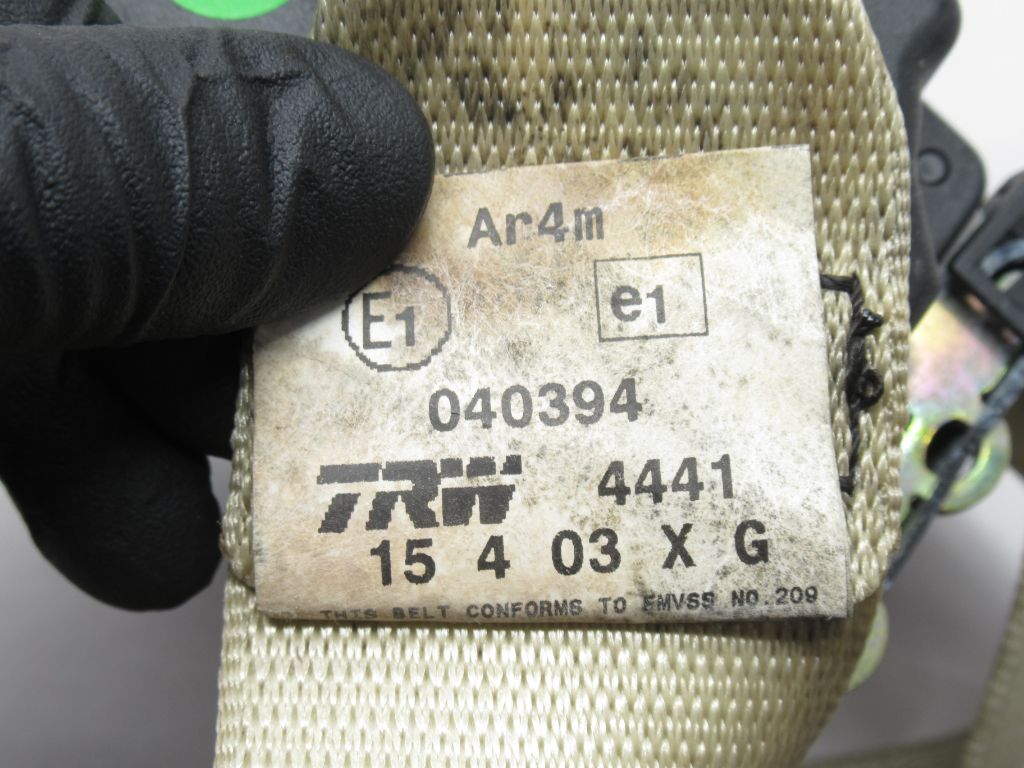 Ar4m
E1 e1
040394
TRW 4441
15 4 03 X G
THIS BELT CONFORMS TO FMVSS NO.209